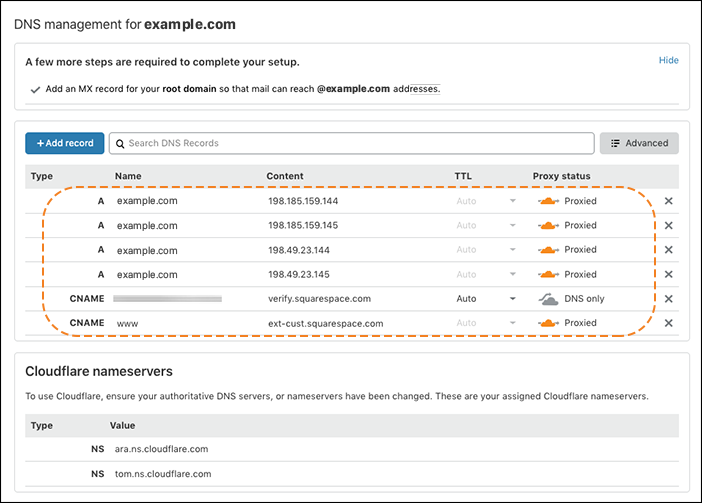 DNS management for example.com
A few more steps are required to complete your setup.
Hide
Add an MX record for your root domain so that mail can reach @example.com addresses.
+Add record
Search DNS Records
Advanced
Type Name Content TTL Proxy status
A example.com 198.185.159.144 Auto Proxied
A example.com 198.185.159.145 Auto Proxied
A example.com 198.49.23.144 Auto Proxied
A example.com 198.49.23.145 Auto Proxied
CNAME verify.squarespace.com Auto DNS only
CNAME www ext-cust.squarespace.com Auto Proxied
Cloudflare nameservers
To use Cloudflare, ensure your authoritative DNS servers, or nameservers have been changed. These are your assigned Cloudflare nameservers.
Type Value
NS ara.ns.cloudflare.com
NS tom.ns.cloudflare.com